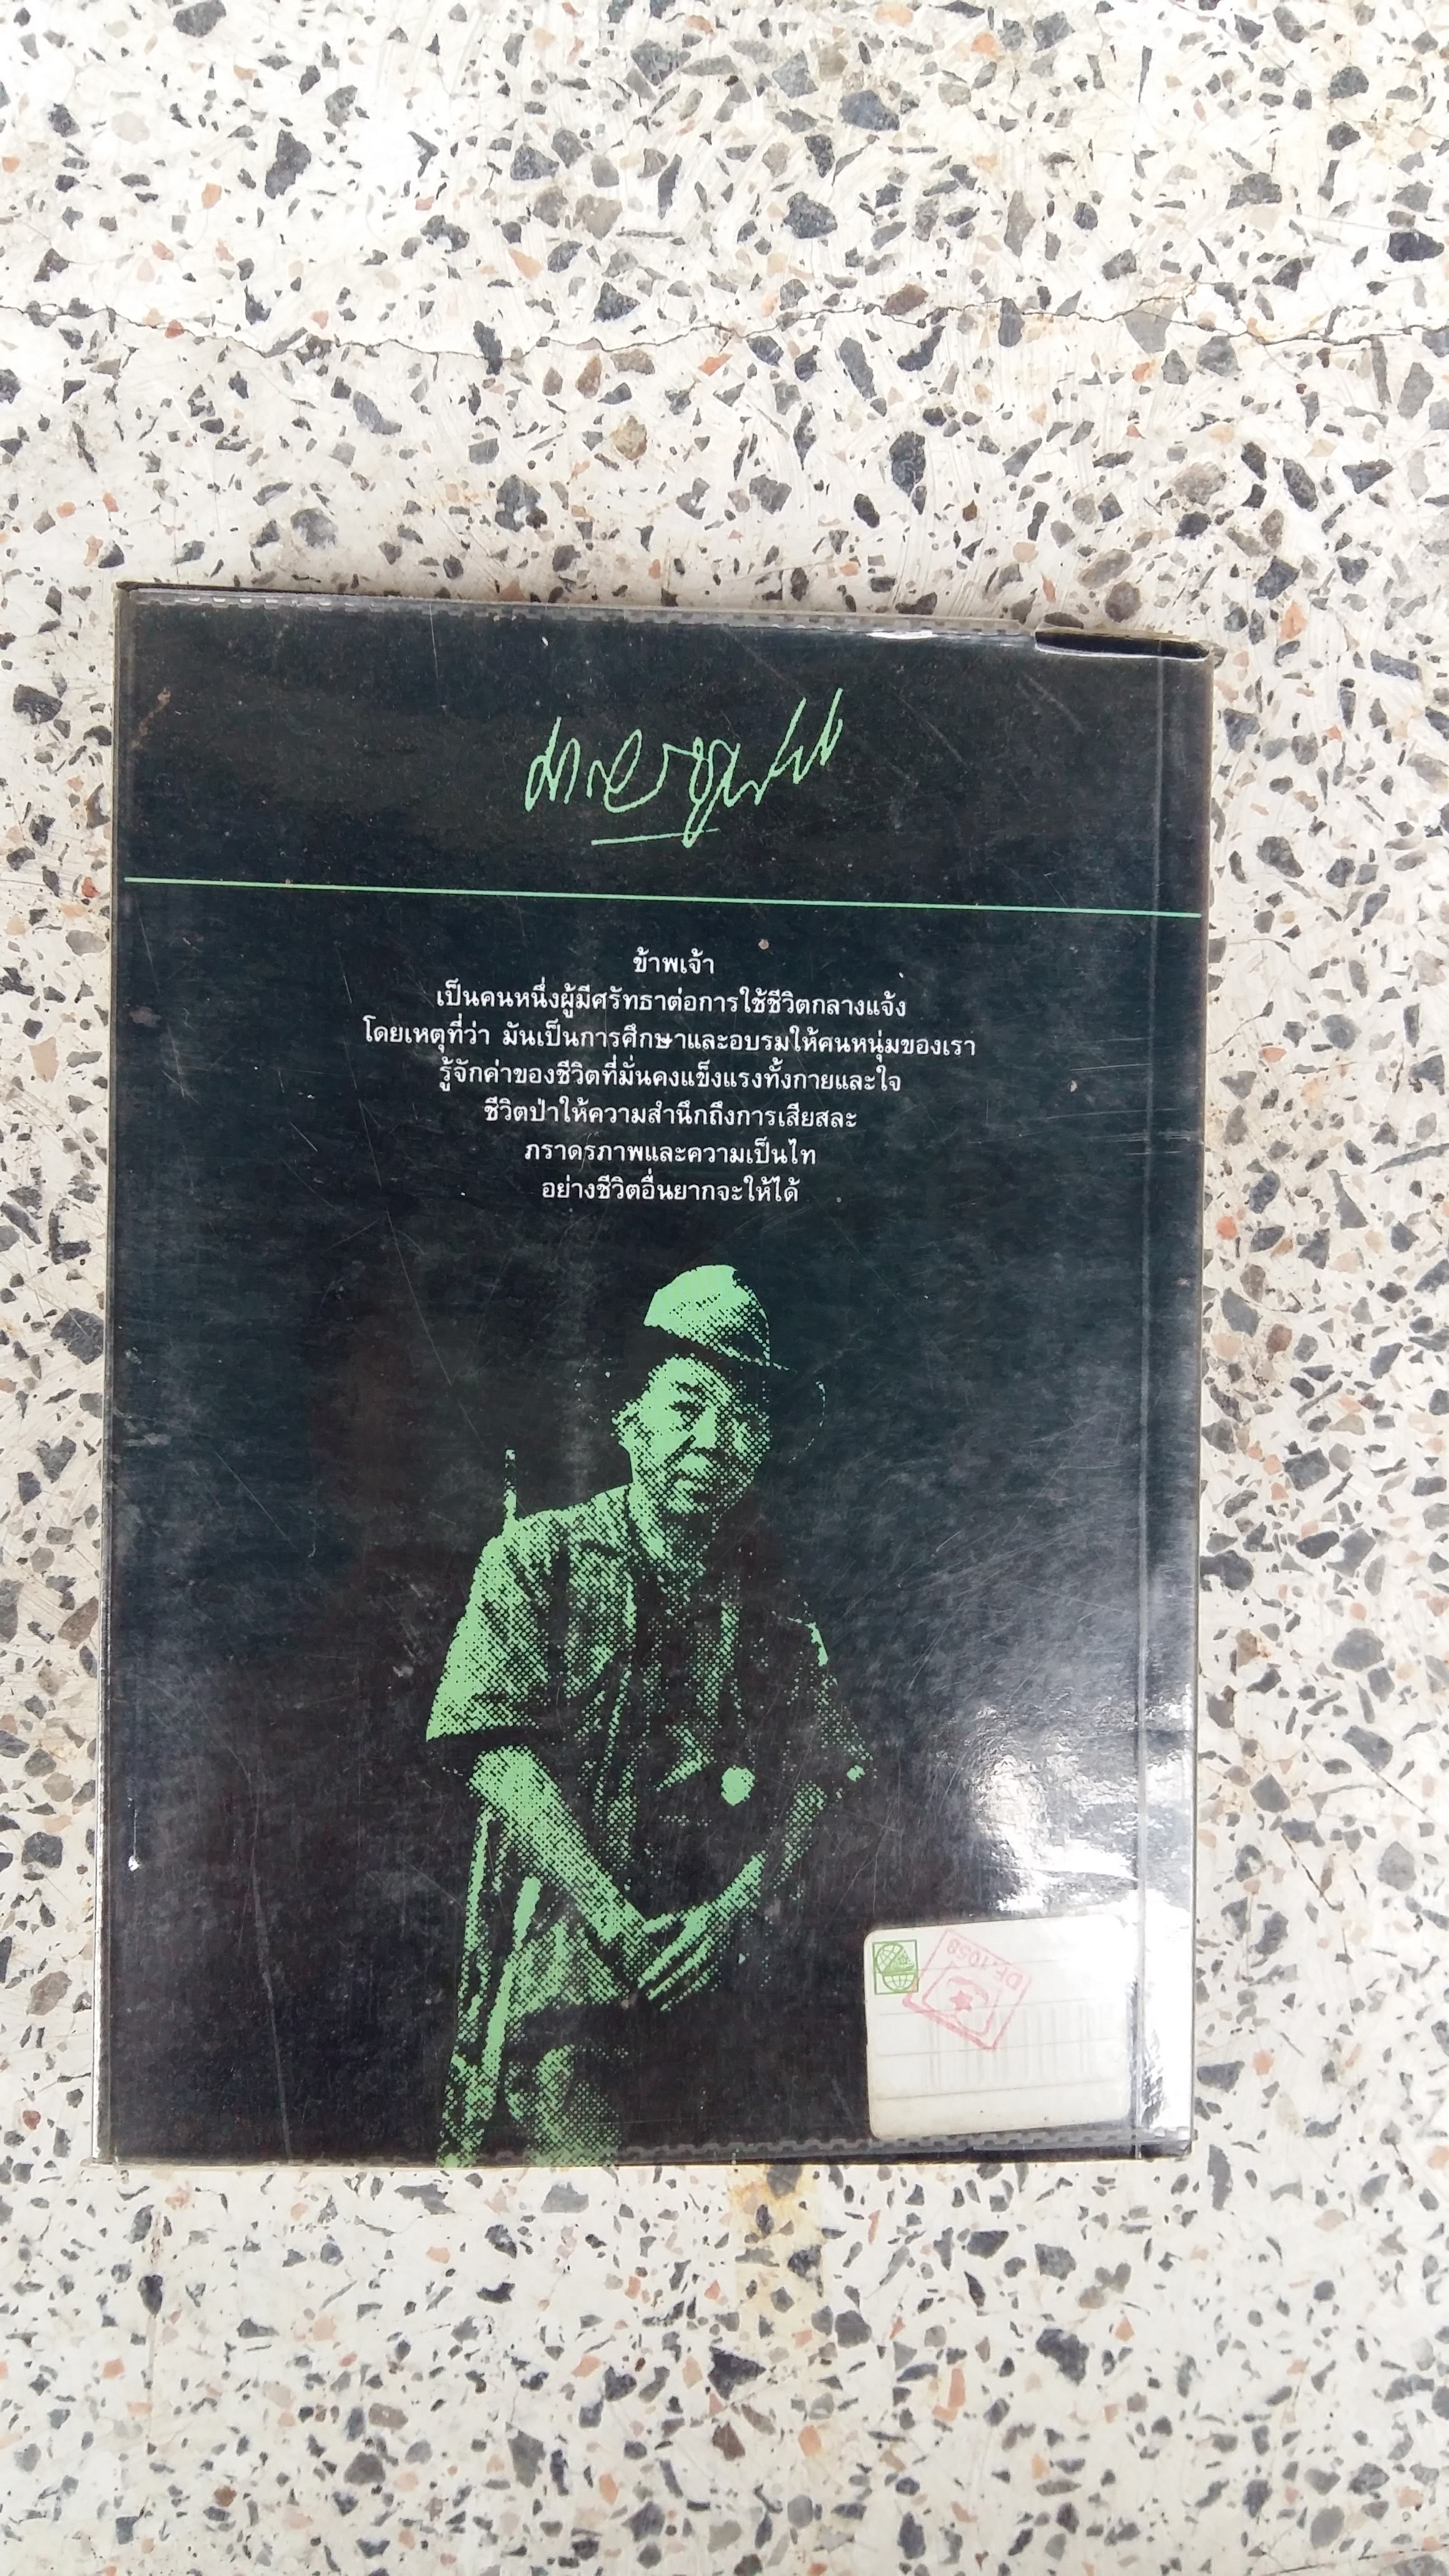 ข้าพเจ้า
เป็นคนหนึ่งผู้มีศรัทธาต่อการใช้ชีวิตกลางแจ้ง
โดยเหตุที่ว่า มันเป็นการศึกษาและอบรมให้คนหนุ่มของเรา
รู้จักค่าของชีวิตที่มั่นคงแข็งแรงทั้งกายและใจ
ชีวิตป่าให้ความสำนึกถึงการเสียสละ
ภราดรภาพและความเป็นไท
อย่างชีวิตอื่นยากจะให้ได้
DF.1058